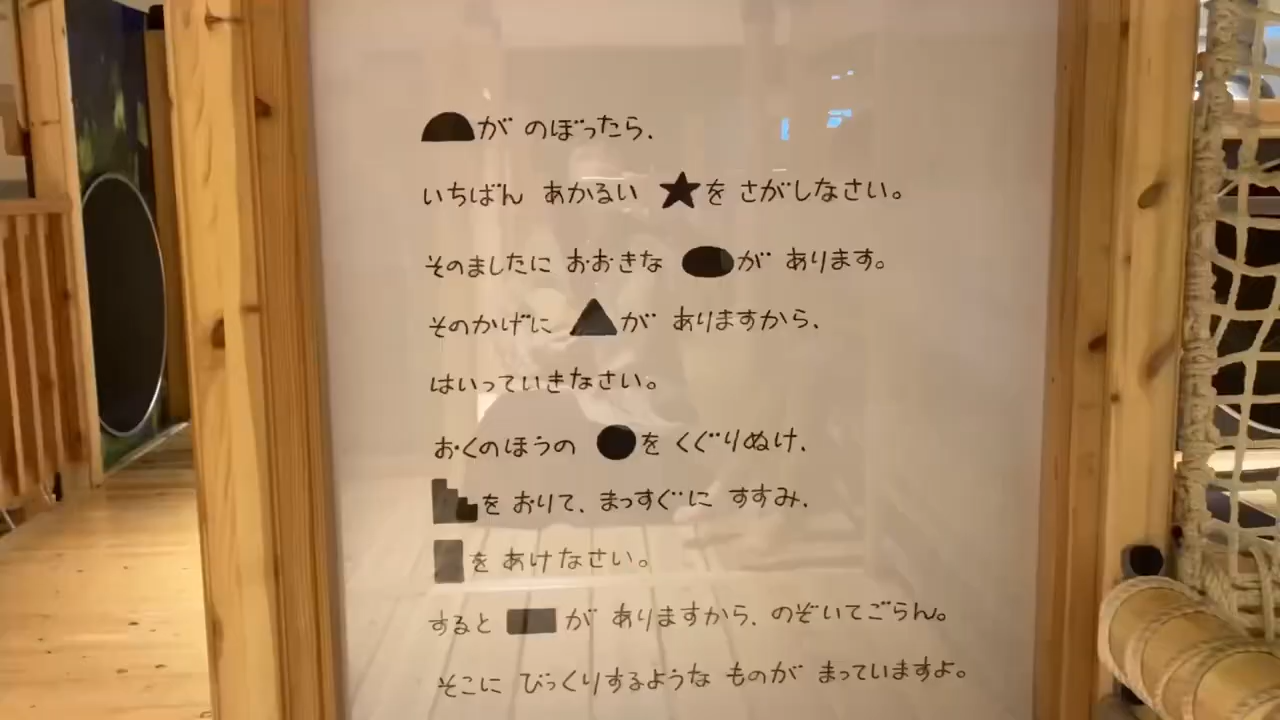 がのぼったら、
いちばん あかるい ★を さがしなさい。
そのましたに おおきな ⬬が あります。
そのかげに ▲が ありますから、
はいっていきなさい。
おくのほうの ●を くぐりぬけ、
を おりて、まっすぐに すすみ、
▮を あけなさい。
すると ▬が ありますから、のぞいてごらん。
そこに びっくりするような ものが まっていますよ。